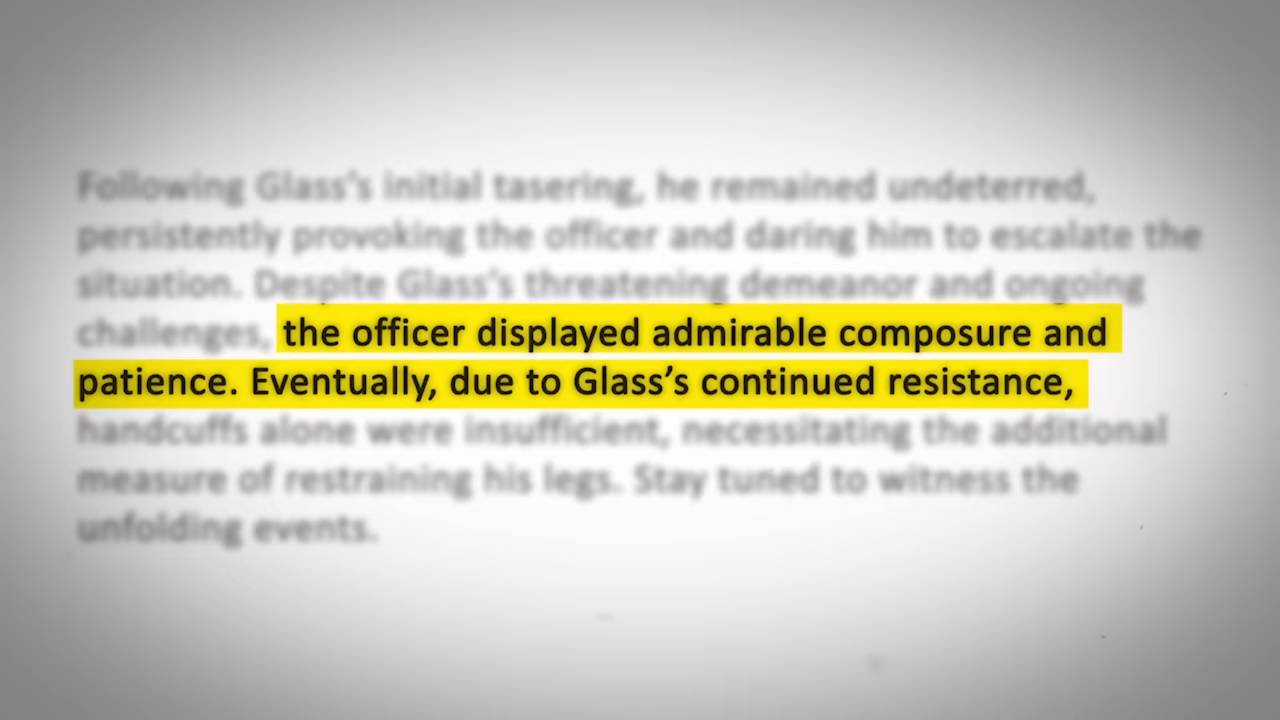 Following Glass’s initial tasering, he remained undeterred,
persistently provoking the officer and daring him to escalate the
situation. Despite Glass’s threatening demeanor and ongoing
challenges, the officer displayed admirable composure and
patience. Eventually, due to Glass’s continued resistance,
handcuffs alone were insufficient, necessitating the additional
measure of restraining his legs. Stay tuned to witness the
unfolding events.